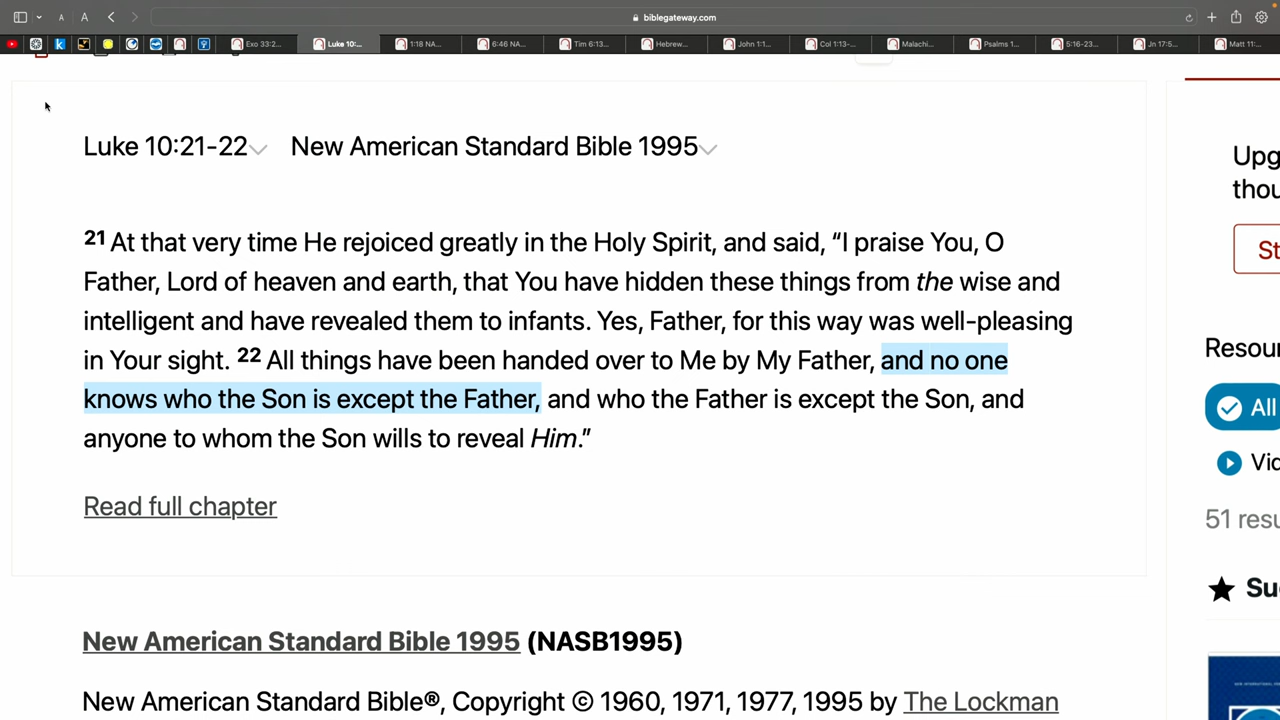 A A biblegateway.com
Exo 33:2... Luke 10:... 1:18 NA... 6:46 NA... Tim 6:13... Hebrew... John 1:1... Col 1:13-... Malachi... Psalms 1... 5:16-23... Jn 17:5... Matt 11:...
Luke 10:21-22 New American Standard Bible 1995
21 At that very time He rejoiced greatly in the Holy Spirit, and said, “I praise You, O
Father, Lord of heaven and earth, that You have hidden these things from the wise and
intelligent and have revealed them to infants. Yes, Father, for this way was well-pleasing
in Your sight. 22 All things have been handed over to Me by My Father, and no one
knows who the Son is except the Father, and who the Father is except the Son, and
anyone to whom the Son wills to reveal Him.”
Read full chapter
New American Standard Bible 1995 (NASB1995)
New American Standard Bible®, Copyright © 1960, 1971, 1977, 1995 by The Lockman
Upg
thou
St
Resour
All
Vid
51 resu
Su